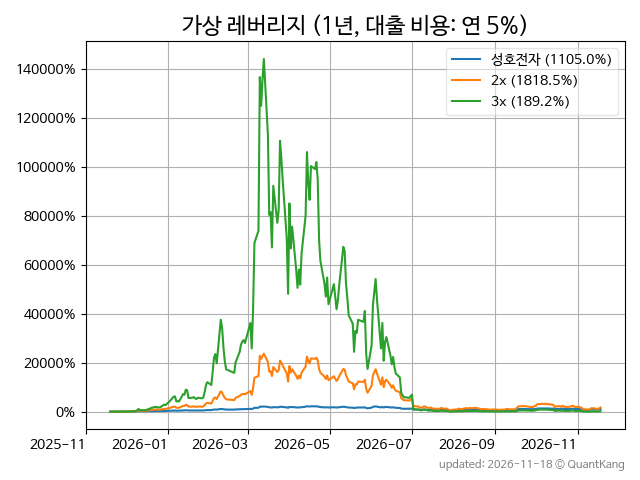 가상 레버리지 (1년, 대출 비용: 연 5%)
성호전자 (1105.0%)
2x (1818.5%)
3x (189.2%)
140000%
120000%
100000%
80000%
60000%
40000%
20000%
0%
2025-11 2026-01 2026-03 2026-05 2026-07 2026-09 2026-11
updated: 2026-11-18 © QuantKang